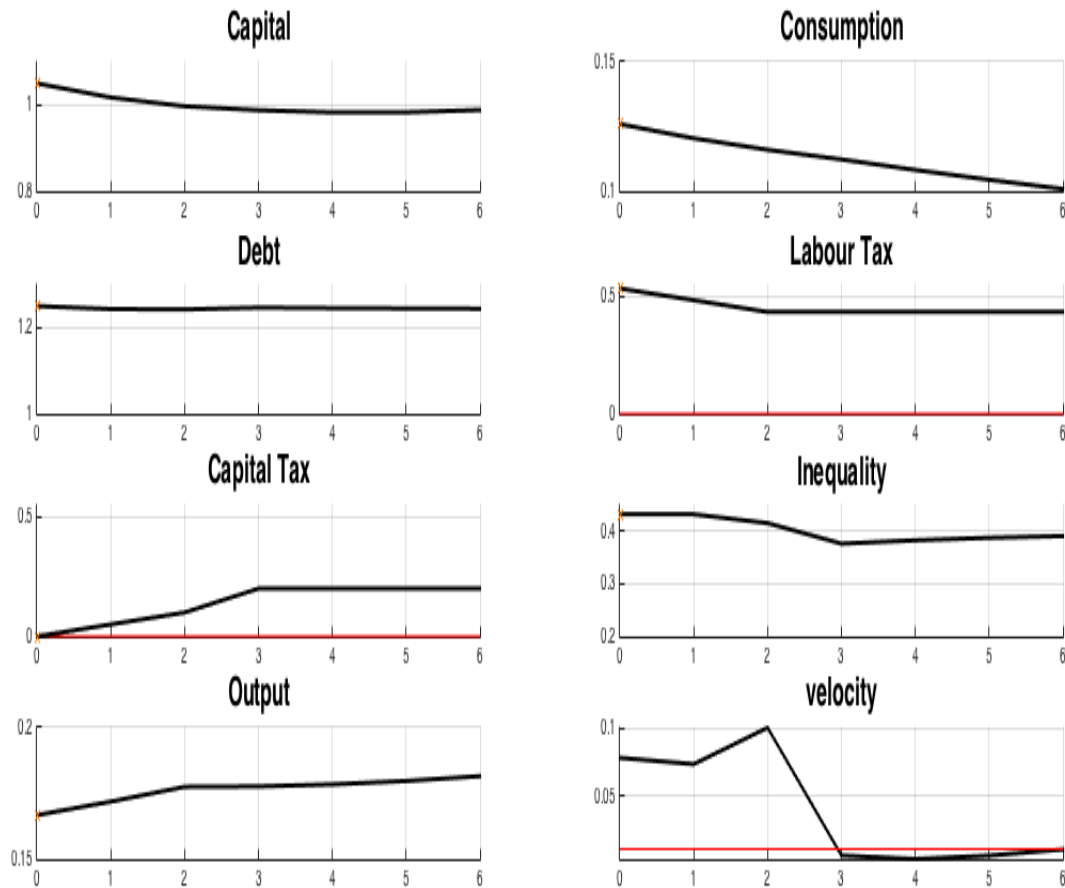 Capital
1
0.8
0 1 2 3 4 5 6
Consumption
0.15
0.1
0 1 2 3 4 5 6
Debt
1.2
1
0 1 2 3 4 5 6
Labour Tax
0.5
0
0 1 2 3 4 5 6
Capital Tax
0.5
0
0 1 2 3 4 5 6
Inequality
0.4
0.3
0.2
0 1 2 3 4 5 6
Output
0.2
0.15
0 1 2 3 4 5 6
velocity
0.1
0.05
0 1 2 3 4 5 6